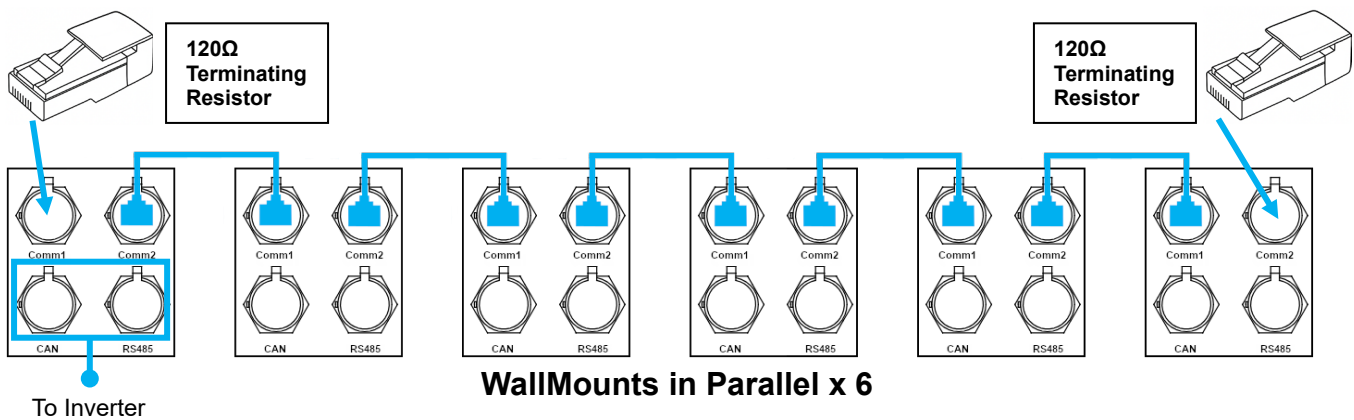 120Ω
Terminating
Resistor
120Ω
Terminating
Resistor
Comm1 Comm2 Comm1 Comm2 Comm1 Comm2 Comm1 Comm2 Comm1 Comm2 Comm1 Comm2
CAN RS485 CAN RS485 CAN RS485 CAN RS485 CAN RS485 CAN RS485
WallMounts in Parallel x 6
To Inverter